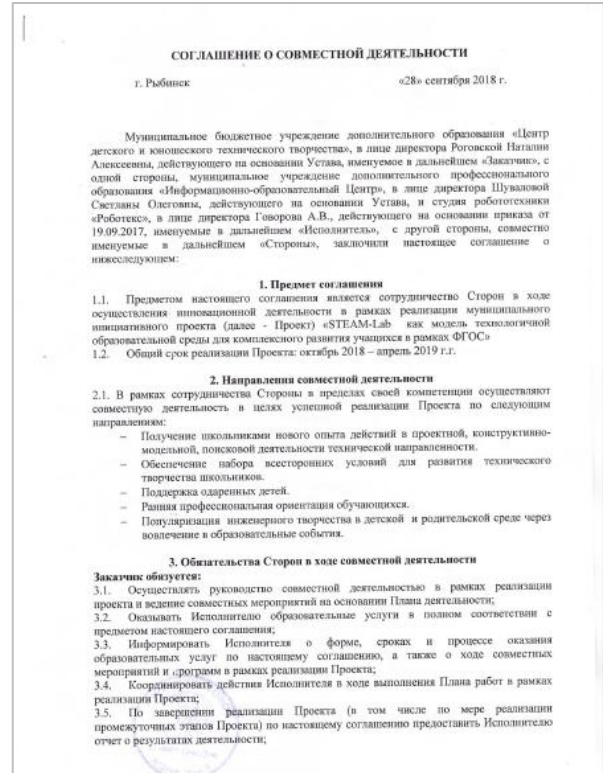 СОГЛАШЕНИЕ О СОВМЕСТНОЙ ДЕЯТЕЛЬНОСТИ
г. Рыбинск «28» сентября 2018 г.
Муниципальное бюджетное учреждение дополнительного образования «Центр
детского и юношеского технического творчества», в лице директора Роговской Наталии
Алексеевны, действующего на основании Устава, именуемое в дальнейшем «Заказчик», с
одной стороны, муниципальное учреждение дополнительного профессионального
образования «Информационно-образовательный Центр», в лице директора Шуваловой
Светланы Олеговны, действующего на основании Устава, и студия робототехники
«Роботекс», в лице директора Говорова А.В., действующего на основании приказа от
19.09.2017, именуемые в дальнейшем «Исполнитель», с другой стороны, совместно
именуемые в дальнейшем «Стороны», заключили настоящее соглашение о
нижеследующем:
1. Предмет соглашения
1.1. Предметом настоящего соглашения является сотрудничество Сторон в ходе
осуществления инновационной деятельности в рамках реализации муниципального
инициативного проекта (далее - Проект) «STEAM-Lab как модель технологичной
образовательной среды для комплексного развития учащихся в рамках ФГОС»
1.2. Общий срок реализации Проекта: октябрь 2018 – апрель 2019 г.г.
2. Направления совместной деятельности
2.1. В рамках сотрудничества Стороны в пределах своей компетенции осуществляют
совместную деятельность в целях успешной реализации Проекта по следующим
направлениям:
– Получение школьниками нового опыта действий в проектной, конструктивно-
модельной, поисковой деятельности технической направленности.
– Обеспечение набора всесторонних условий для развития технического
творчества школьников.
– Поддержка одаренных детей.
– Ранняя профессиональная ориентация обучающихся.
– Популяризация инженерного творчества в детской и родительской среде через
вовлечение в образовательные события.
3. Обязательства Сторон в ходе совместной деятельности
Заказчик обязуется:
3.1. Осуществлять руководство совместной деятельностью в рамках реализации
проекта и ведение совместных мероприятий на основании Плана деятельности;
3.2. Оказывать Исполнителю образовательные услуги в полном соответствии с
предметом настоящего соглашения;
3.3. Информировать Исполнителя о форме, сроках и процессе оказания
образовательных услуг по настоящему соглашению, а также о ходе совместных
мероприятий и программ в рамках реализации Проекта;
3.4. Координировать действия Исполнителя в ходе выполнения Плана работ в рамках
реализации Проекта;
3.5. По завершении реализации Проекта (в том числе по мере реализации
промежуточных этапов Проекта) по настоящему соглашению предоставить Исполнителю
отчет о результатах деятельности;